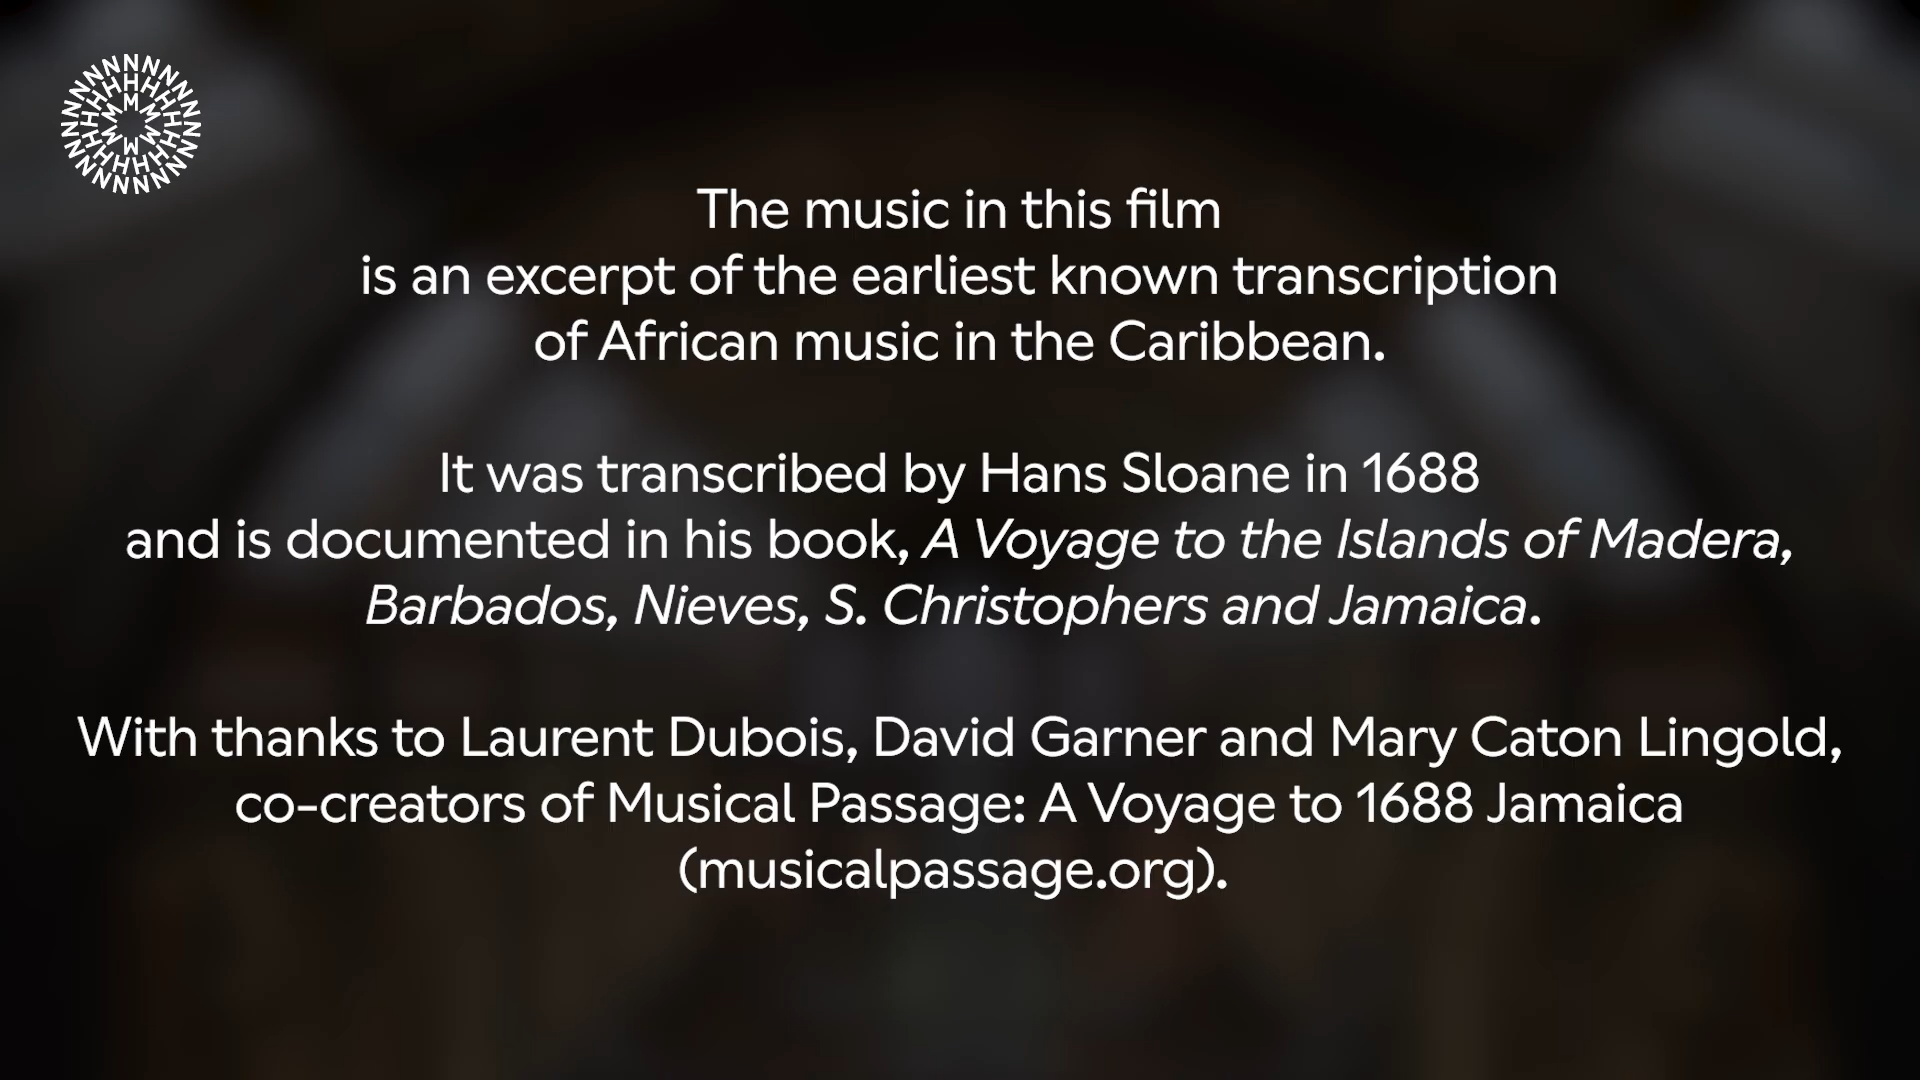 The music in this film
is an excerpt of the earliest known transcription
of African music in the Caribbean.
It was transcribed by Hans Sloane in 1688
and is documented in his book, A Voyage to the Islands of Madera,
Barbados, Nieves, S. Christophers and Jamaica.
With thanks to Laurent Dubois, David Garner and Mary Caton Lingold,
co-creators of Musical Passage: A Voyage to 1688 Jamaica
(musicalpassage.org).